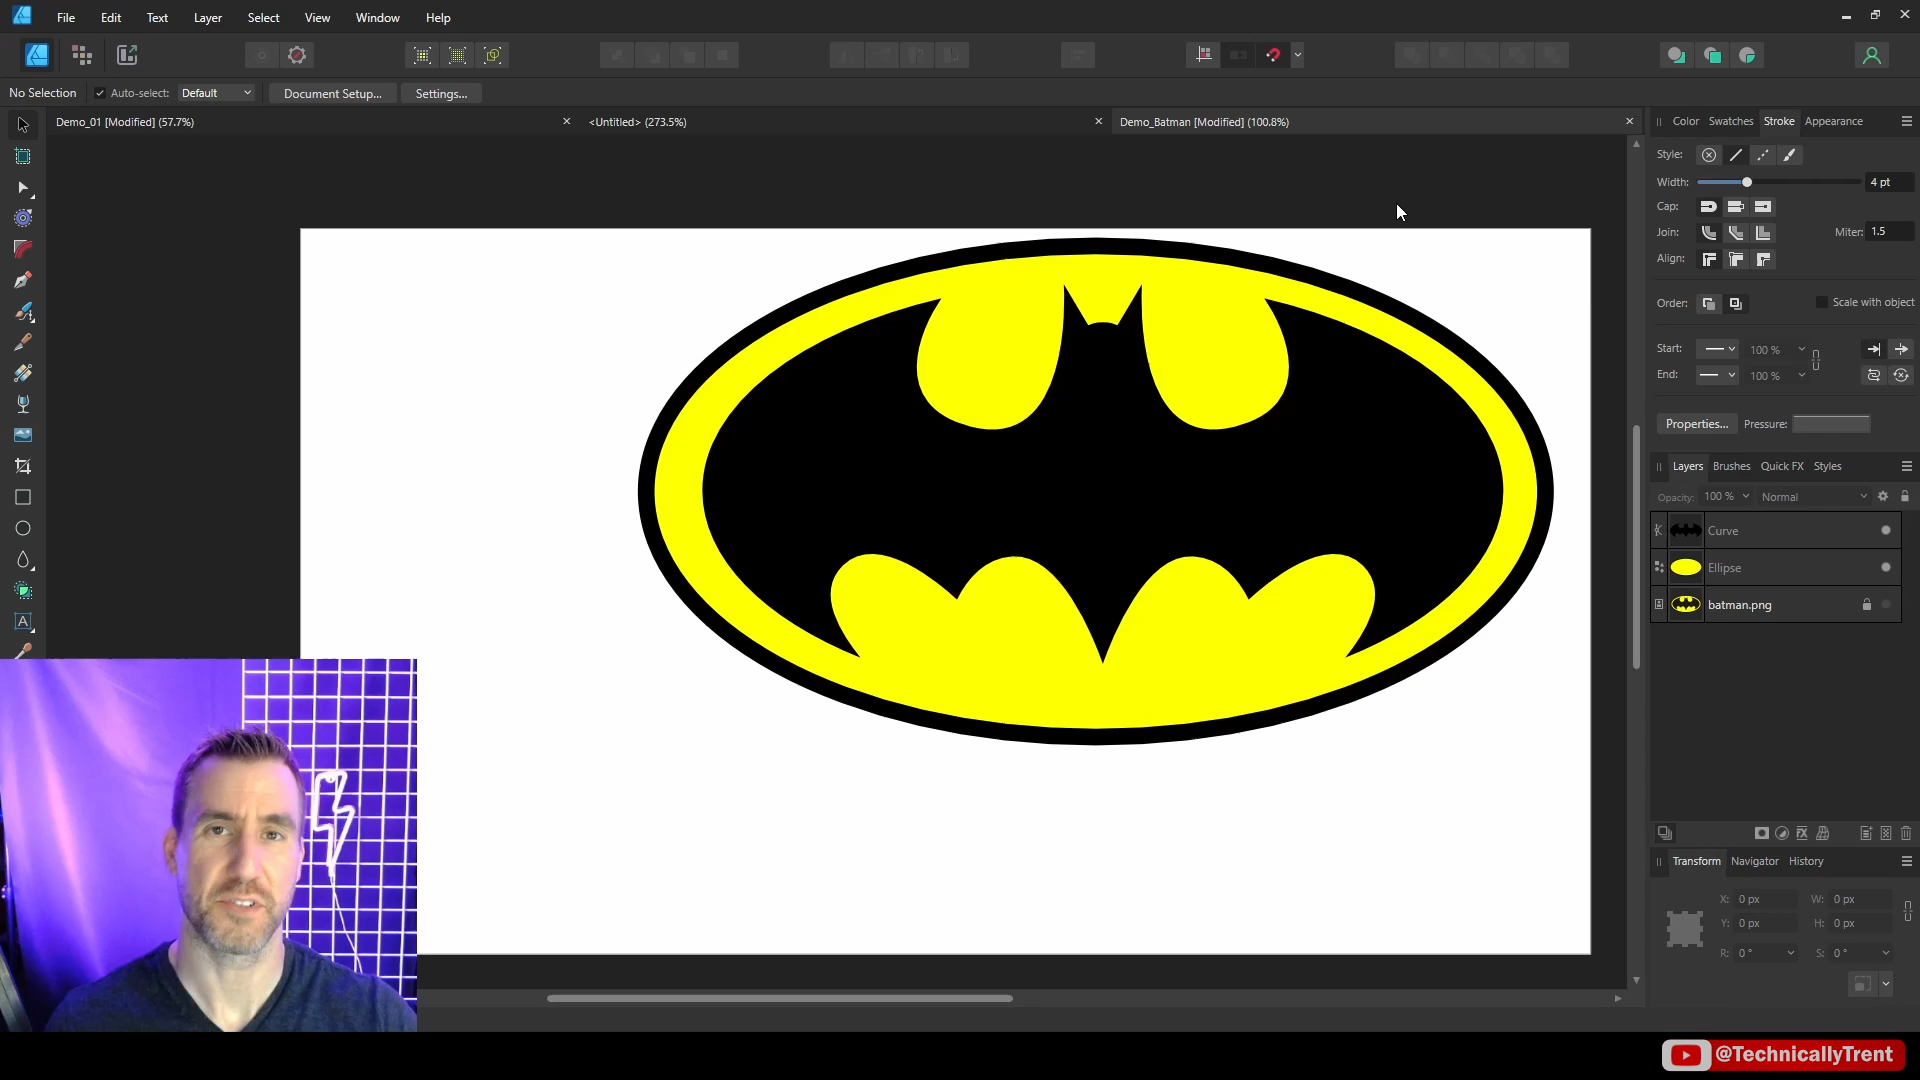 File Edit Text Layer Select View Window Help
No Selection Auto-select: Default Document Setup... Settings...
Demo_01 [Modified] (57.7%) <Untitled> (273.5%) Demo_Batman [Modified] (100.8%)
Color Swatches Stroke Appearance
Style:
Width: 4 pt
Cap:
Join: Miter: 1.5
Align:
Order: Scale with object
Start: 100 %
End: 100 %
Properties... Pressure:
Layers Brushes Quick FX Styles
Opacity: 100 % Normal
Curve
Ellipse
batman.png
Transform Navigator History
X: 0 px W: 0 px
Y: 0 px H: 0 px
R: 0 ° S: 0 °
@TechnicallyTrent